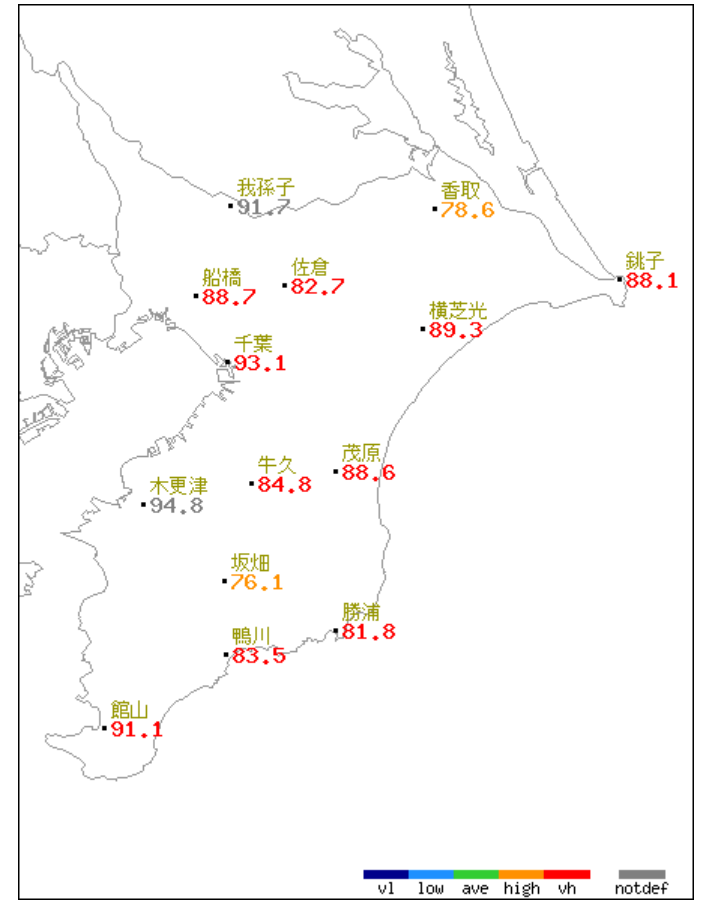 我孫子
91.7
香取
78.6
銚子
88.1
佐倉
82.7
船橋
88.7
横芝光
89.3
千葉
93.1
茂原
88.6
牛久
84.8
木更津
94.8
坂畑
76.1
勝浦
81.8
鴨川
83.5
館山
91.1
vl low ave high vh notdef